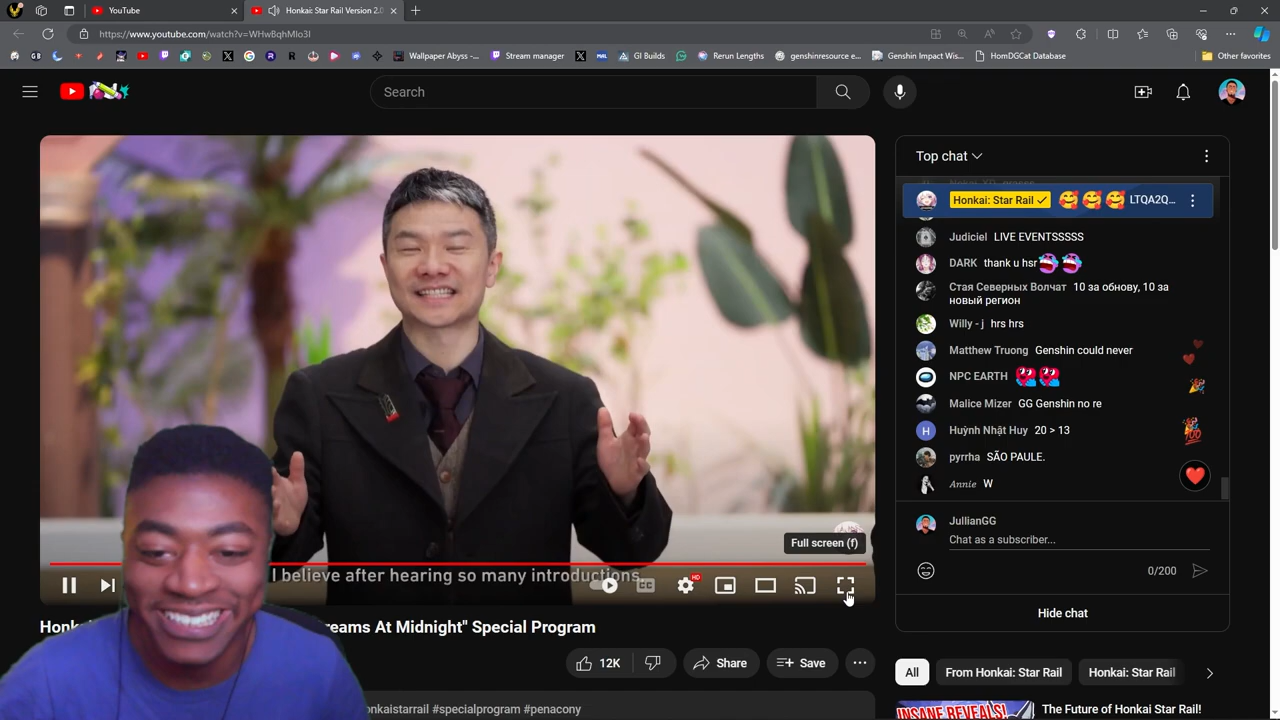 YouTube
Honkai: Star Rail Version 2.0
https://www.youtube.com/watch?v=WHwBqhMIo3I
Wallpaper Abyss -...
Stream manager
GI Builds
Rerun Lengths
genshinresource e...
Genshin Impact Wis...
HomDGCat Database
Other favorites
Search
Top chat
Honkai: Star Rail
LTQA2Q...
Judiciel LIVE EVENTSSSSS
DARK thank u hsr
Стая Северных Волчат 10 за обнову, 10 за
новый регион
Willy - j hrs hrs
Matthew Truong Genshin could never
NPC EARTH
Malice Mizer GG Genshin no re
Huỳnh Nhật Huy 20 > 13
pyrrha SÃO PAULE.
Annie W
JullianGG
Chat as a subscriber...
0/200
Hide chat
Full screen (f)
I believe after hearing so many introductions
CC
HD
reams At Midnight" Special Program
12K
Share
Save
All
From Honkai: Star Rail
Honkai: Star Rail
onkaistarrail #specialprogram #penacony
INSANE REVEALS!
The Future of Honkai Star Rail!